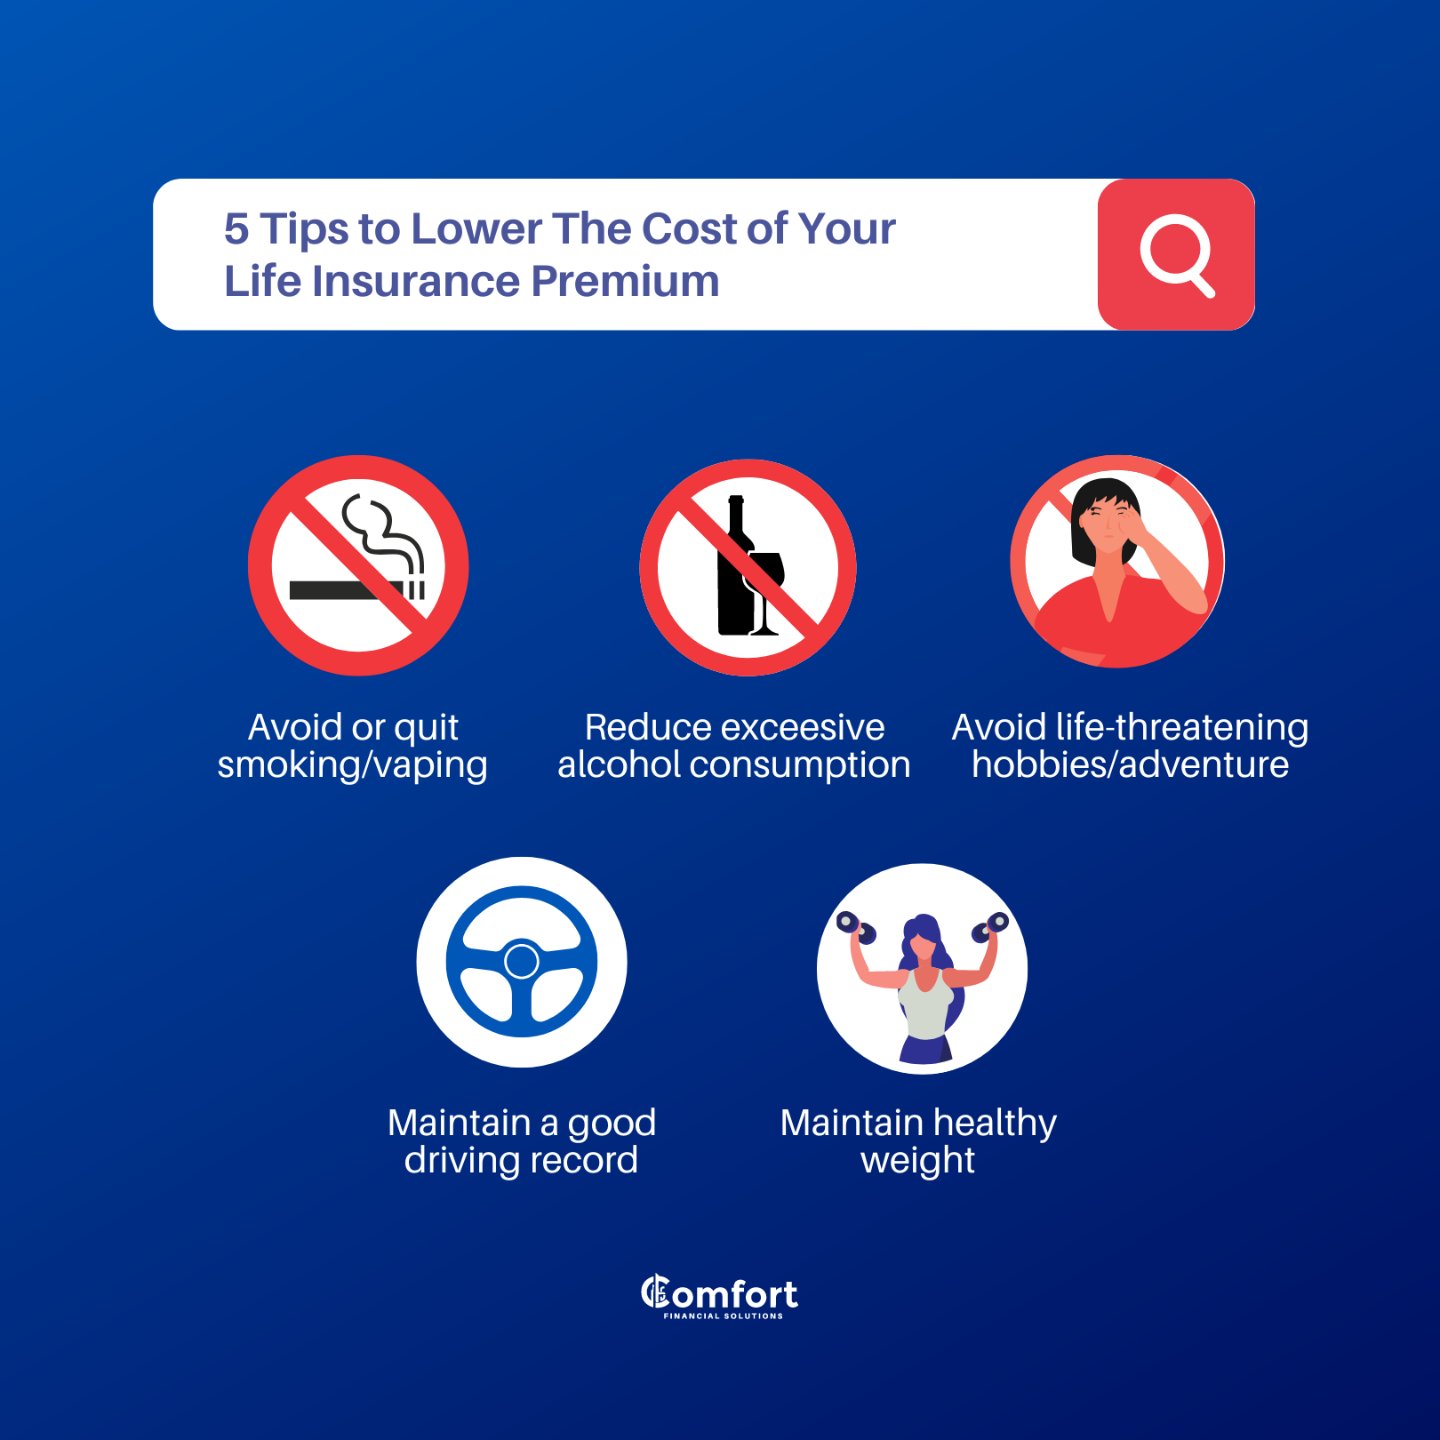 5 Tips to Lower The Cost of Your
Life Insurance Premium
Avoid or quit
smoking/vaping
Reduce exceesive
alcohol consumption
Avoid life-threatening
hobbies/adventure
Maintain a good
driving record
Maintain healthy
weight
Comfort
FINANCIAL SOLUTIONS